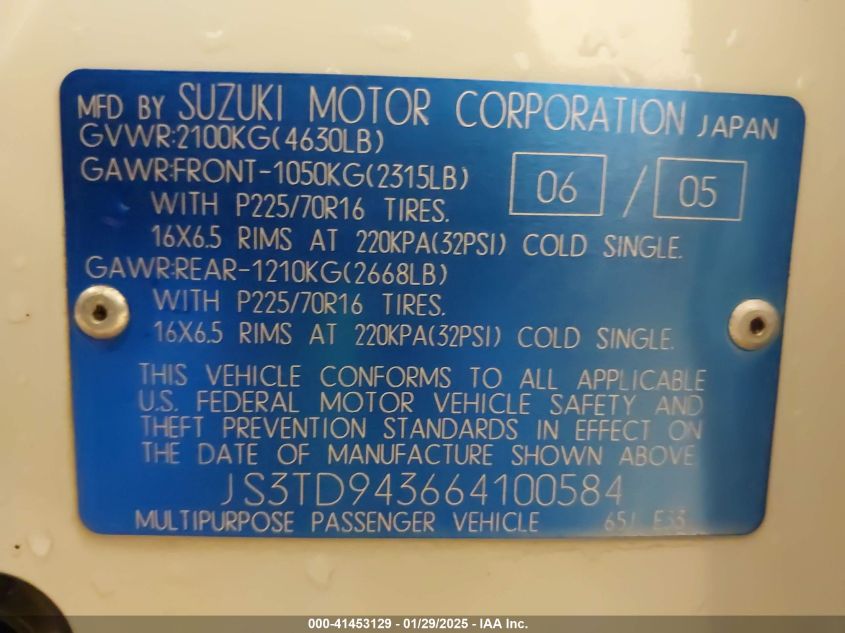 MFD BY SUZUKI MOTOR CORPORATION JAPAN
GVWR:2100KG(4630LB)
GAWR:FRONT-1050KG(2315LB)
06 / 05
WITH P225/70R16 TIRES.
16X6.5 RIMS AT 220KPA(32PSI) COLD SINGLE.
GAWR:REAR-1210KG(2668LB)
WITH P225/70R16 TIRES.
16X6.5 RIMS AT 220KPA(32PSI) COLD SINGLE.
THIS VEHICLE CONFORMS TO ALL APPLICABLE
U.S. FEDERAL MOTOR VEHICLE SAFETY AND
THEFT PREVENTION STANDARDS IN EFFECT ON
THE DATE OF MANUFACTURE SHOWN ABOVE.
JS3TD943664100584
MULTIPURPOSE PASSENGER VEHICLE E33
000-41453129 - 01/29/2025 - IAA Inc.